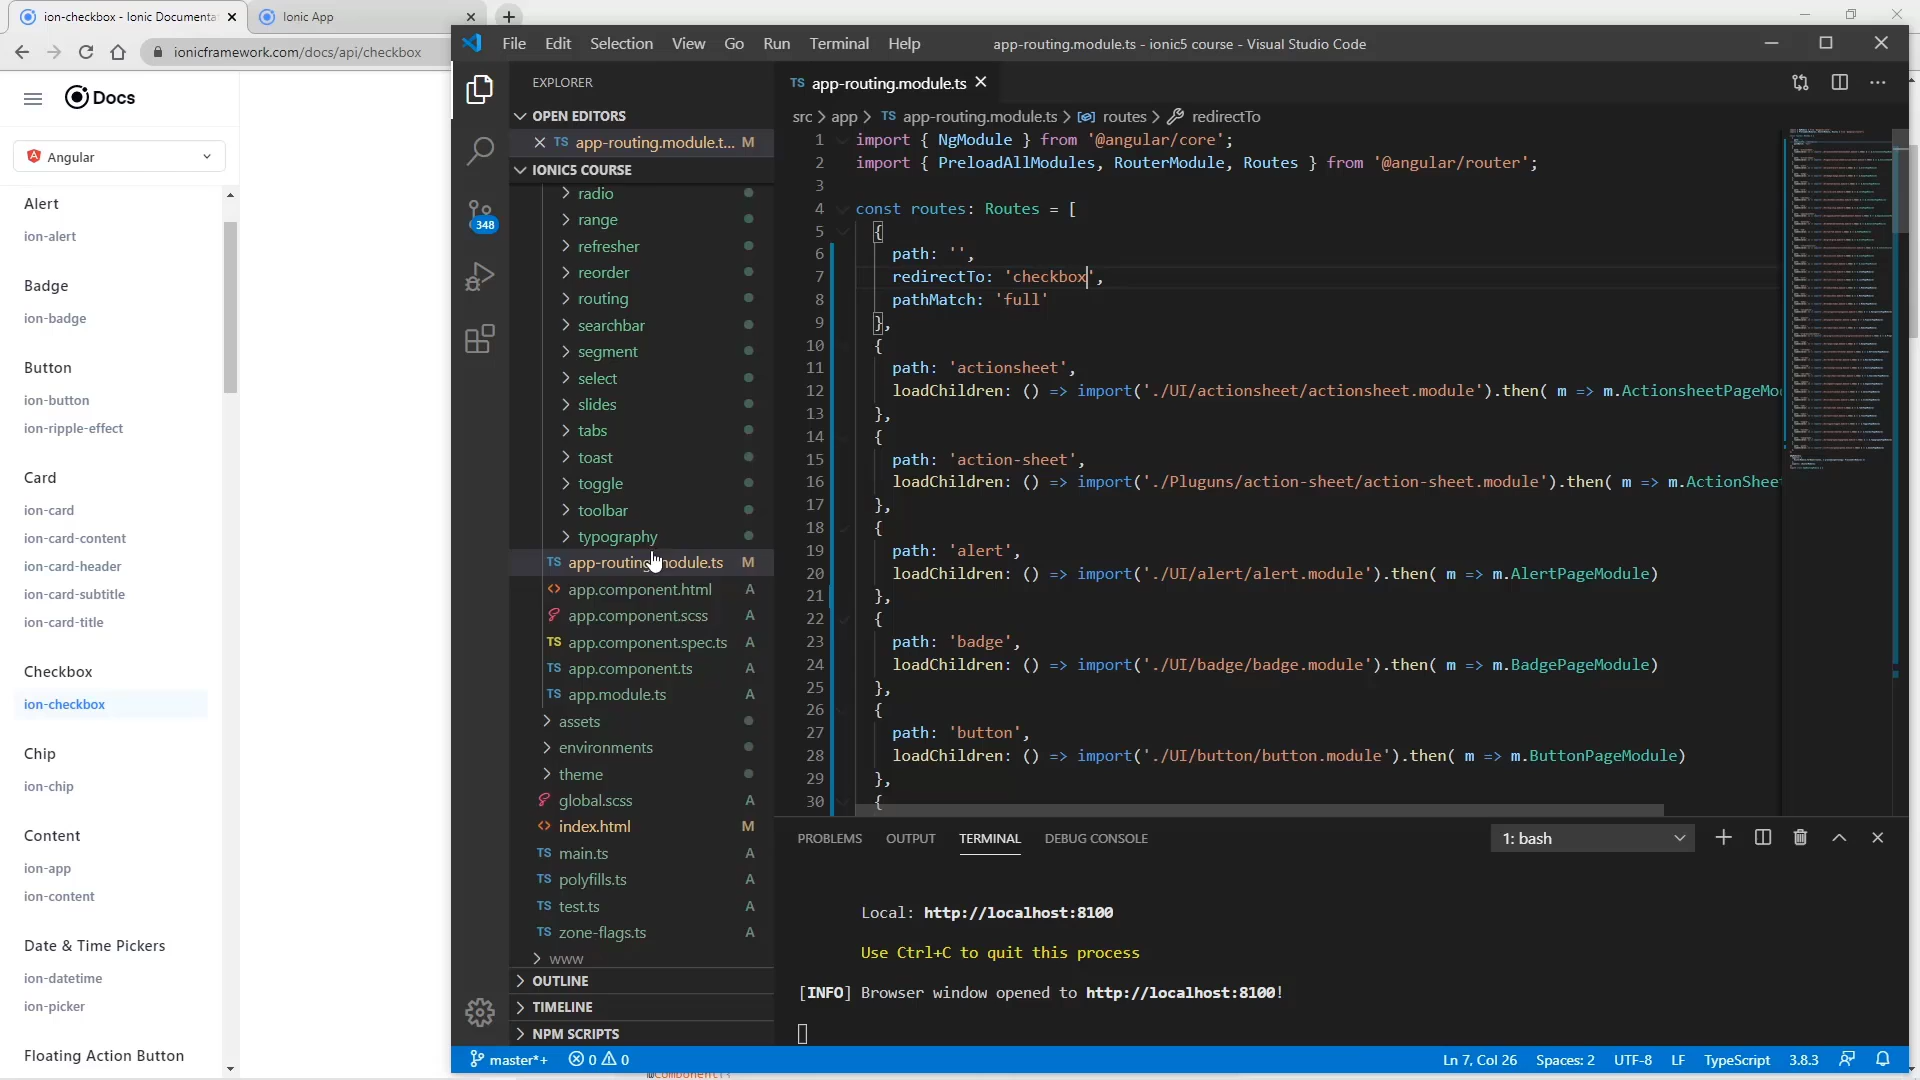 ion-checkbox - Ionic Documenta
Ionic App
ionicframework.com/docs/api/checkbox
Docs
Angular
Alert
ion-alert
Badge
ion-badge
Button
ion-button
ion-ripple-effect
Card
ion-card
ion-card-content
ion-card-header
ion-card-subtitle
ion-card-title
Checkbox
ion-checkbox
Chip
ion-chip
Content
ion-app
ion-content
Date & Time Pickers
ion-datetime
ion-picker
Floating Action Button
File Edit Selection View Go Run Terminal Help
app-routing.module.ts - ionic5 course - Visual Studio Code
348
EXPLORER
OPEN EDITORS
TS app-routing.module.t... M
IONIC5 COURSE
radio
range
refresher
reorder
routing
searchbar
segment
select
slides
tabs
toast
toggle
toolbar
typography
TS app-routing.module.ts M
<> app.component.html A
app.component.scss A
TS app.component.spec.ts A
TS app.component.ts A
TS app.module.ts A
assets
environments
theme
global.scss A
<> index.html M
TS main.ts A
TS polyfills.ts A
TS test.ts A
TS zone-flags.ts A
www
OUTLINE
TIMELINE
NPM SCRIPTS
TS app-routing.module.ts
src > app > TS app-routing.module.ts > routes > redirectTo
1 import { NgModule } from '@angular/core';
2 import { PreloadAllModules, RouterModule, Routes } from '@angular/router';
3
4 const routes: Routes = [
5 {
6 path: '',
7 redirectTo: 'checkbox',
8 pathMatch: 'full'
9 },
10 {
11 path: 'actionsheet',
12 loadChildren: () => import('./UI/actionsheet/actionsheet.module').then( m => m.ActionsheetPageMo
13 },
14 {
15 path: 'action-sheet',
16 loadChildren: () => import('./Pluguns/action-sheet/action-sheet.module').then( m => m.ActionShee
17 },
18 {
19 path: 'alert',
20 loadChildren: () => import('./UI/alert/alert.module').then( m => m.AlertPageModule)
21 },
22 {
23 path: 'badge',
24 loadChildren: () => import('./UI/badge/badge.module').then( m => m.BadgePageModule)
25 },
26 {
27 path: 'button',
28 loadChildren: () => import('./UI/button/button.module').then( m => m.ButtonPageModule)
29 },
30 {
PROBLEMS OUTPUT TERMINAL DEBUG CONSOLE
1: bash
Local: http://localhost:8100
Use Ctrl+C to quit this process
[INFO] Browser window opened to http://localhost:8100!
master*+ 0 0
Ln 7, Col 26 Spaces: 2 UTF-8 LF TypeScript 3.8.3